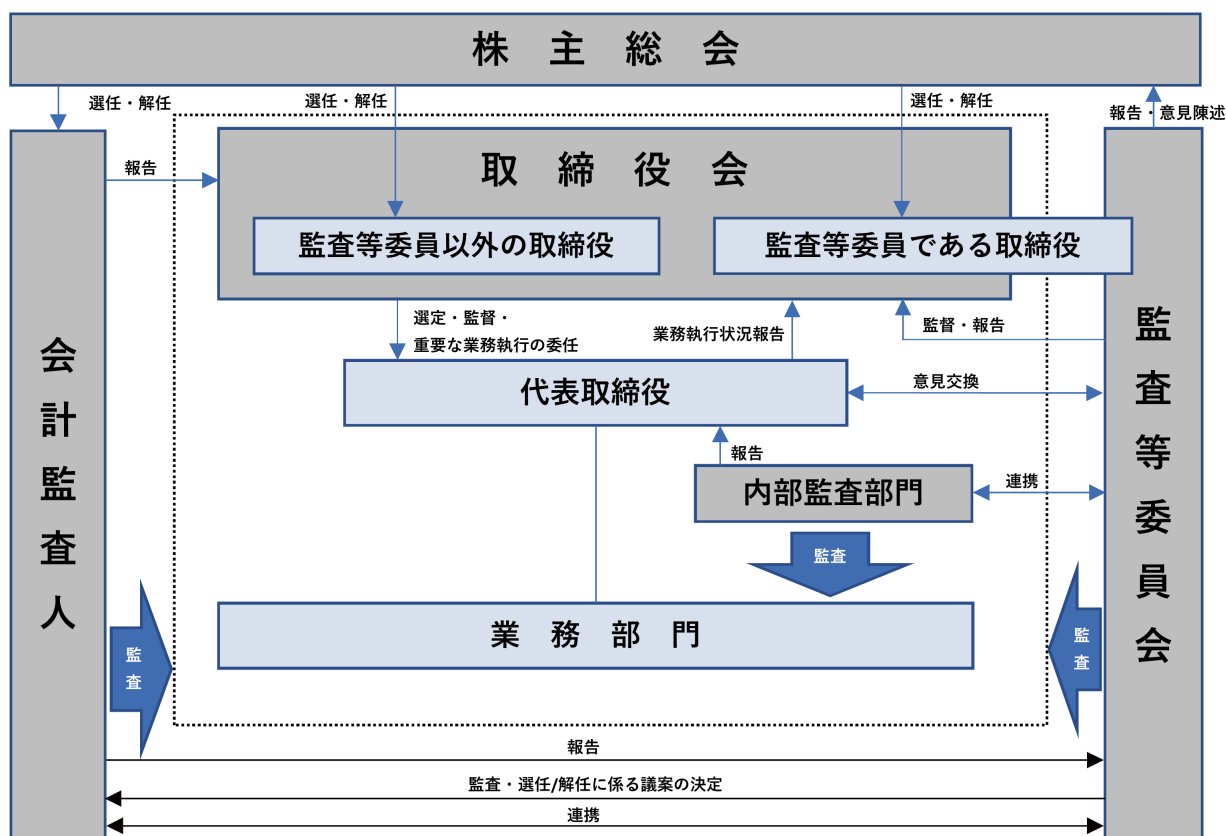 株主総会
選任・解任
選任・解任
選任・解任
報告・意見陳述
取締役会
報告
監査等委員以外の取締役
監査等委員である取締役
選定・監督・
重要な業務執行の委任
業務執行状況報告
監督・報告
代表取締役
意見交換
報告
内部監査部門
連携
監査
業務部門
会計監査人
監査等委員会
監査
監査
報告
監査・選任/解任に係る議案の決定
連携